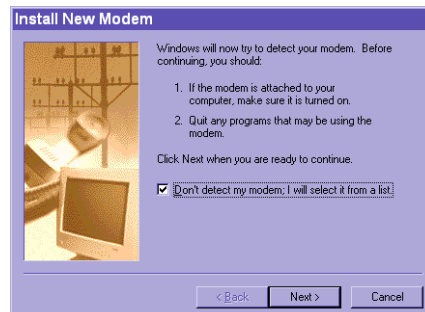 Install New Modem
Windows will now try to detect your modem. Before
continuing, you should:
1. If the modem is attached to your
computer, make sure it is turned on.
2. Quit any programs that may be using the
modem.
Click Next when you are ready to continue.
Don't detect my modem; I will select it from a list.
< Back
Next >
Cancel